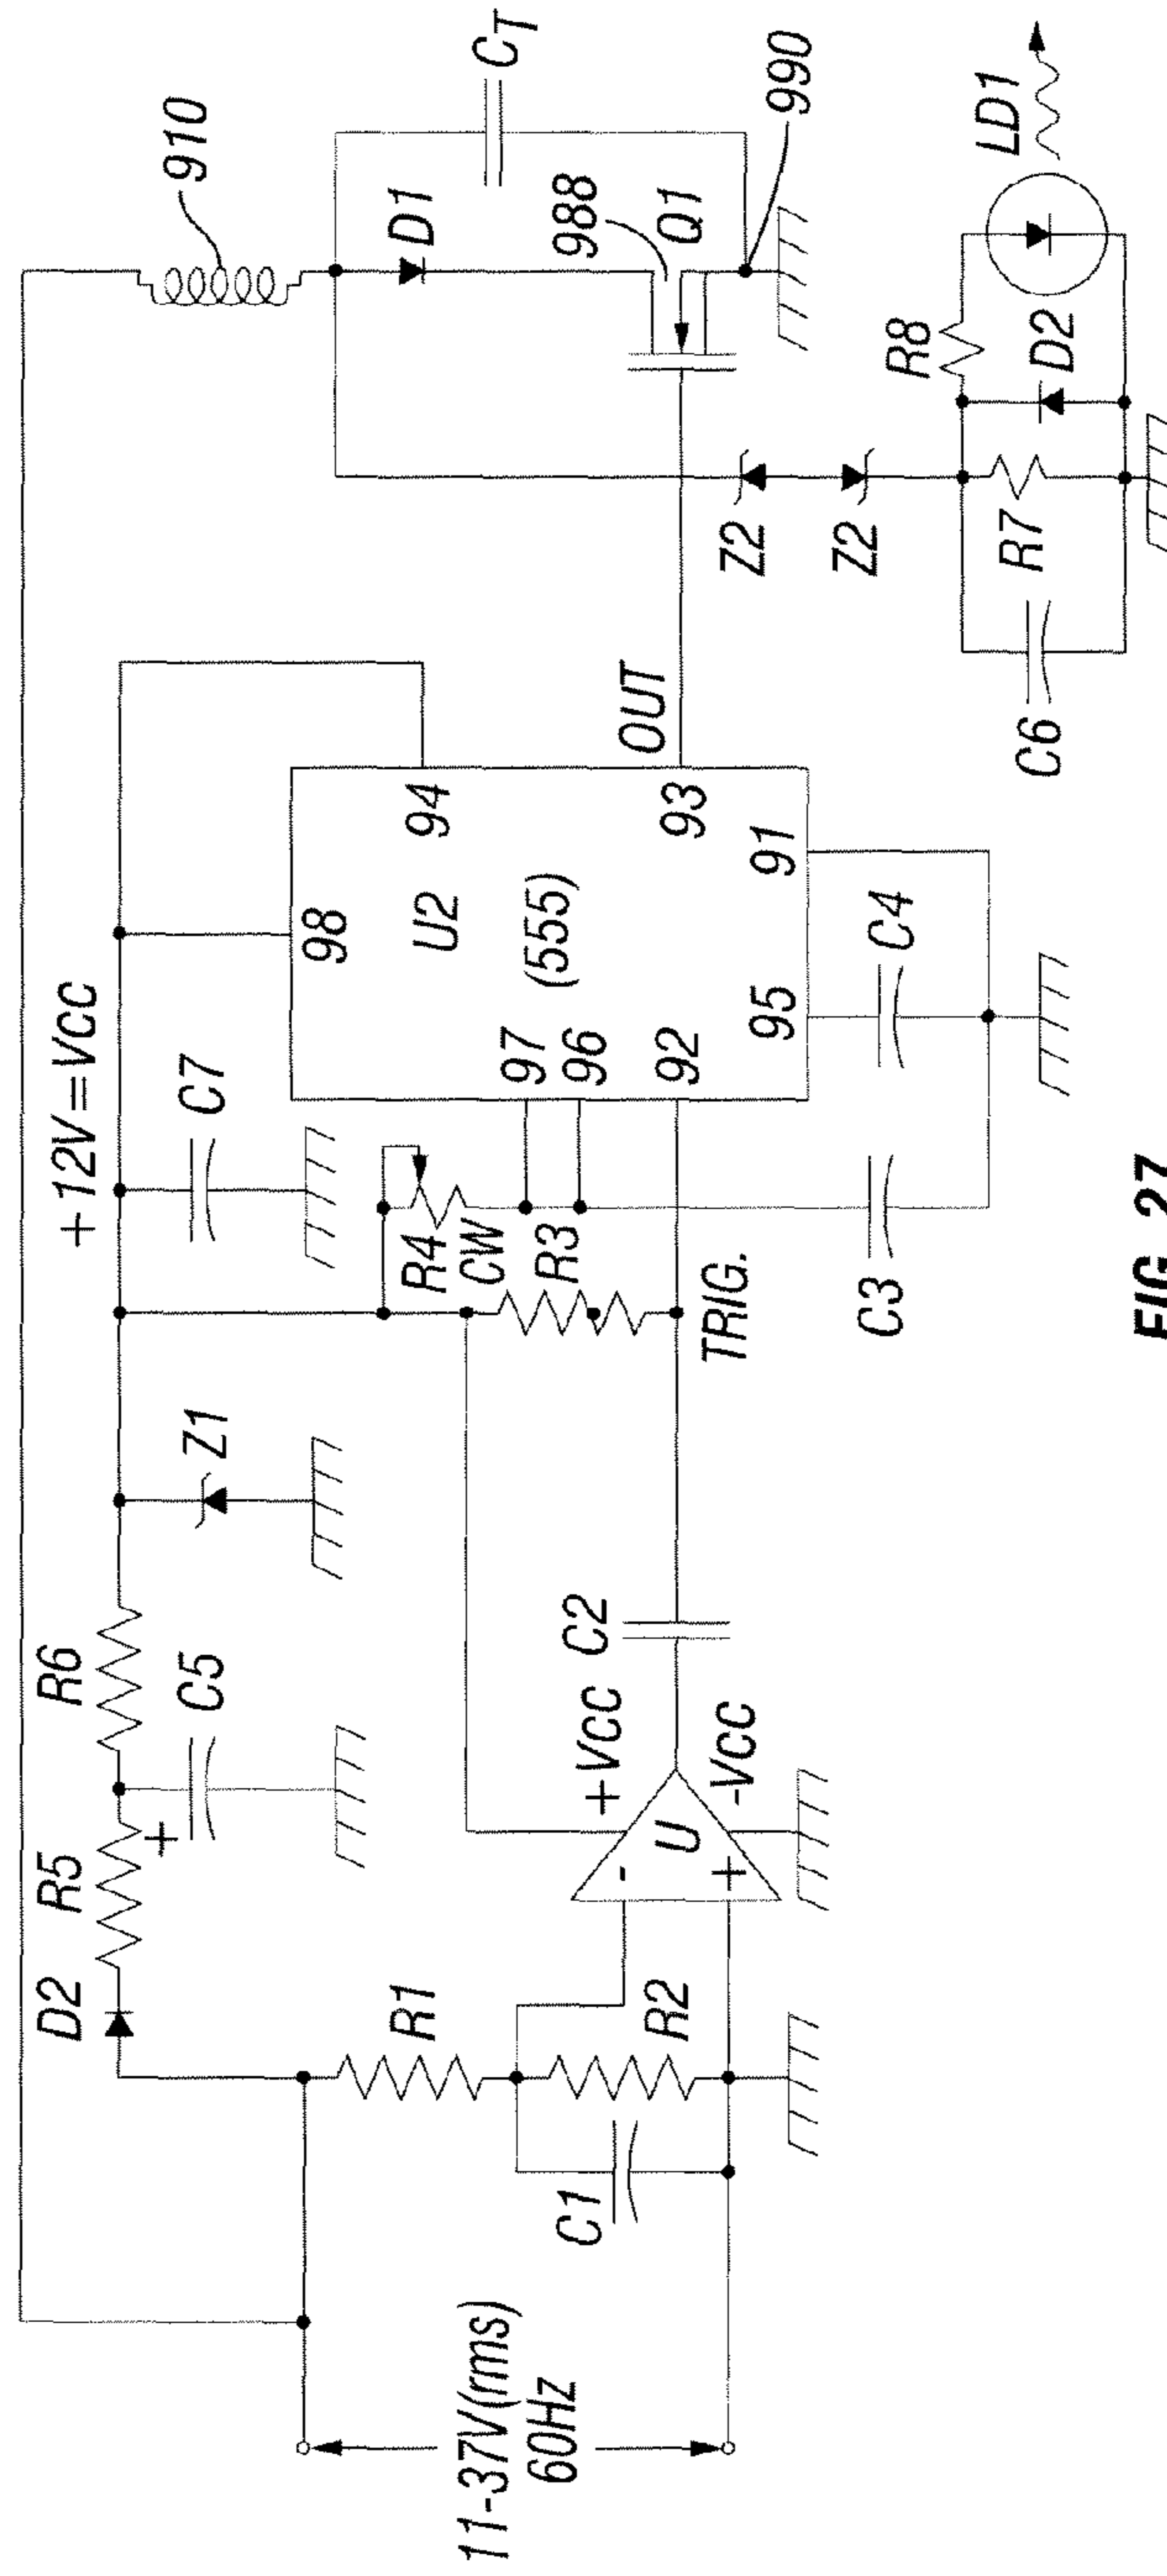 910
CT
D1
988
Q1
990
LD1
R8
D2
Z2
Z2
R7
C6
+12V=VCC
C7
98
94
U2
(555)
OUT
93
97
96
92
95
91
C4
R4
CW
R3
TRIG.
C3
Z1
R6
C5
+
R5
D2
C2
+VCC
-VCC
U
-
+
R1
R2
C1
11-37V(rms)
60Hz
FIG. 27